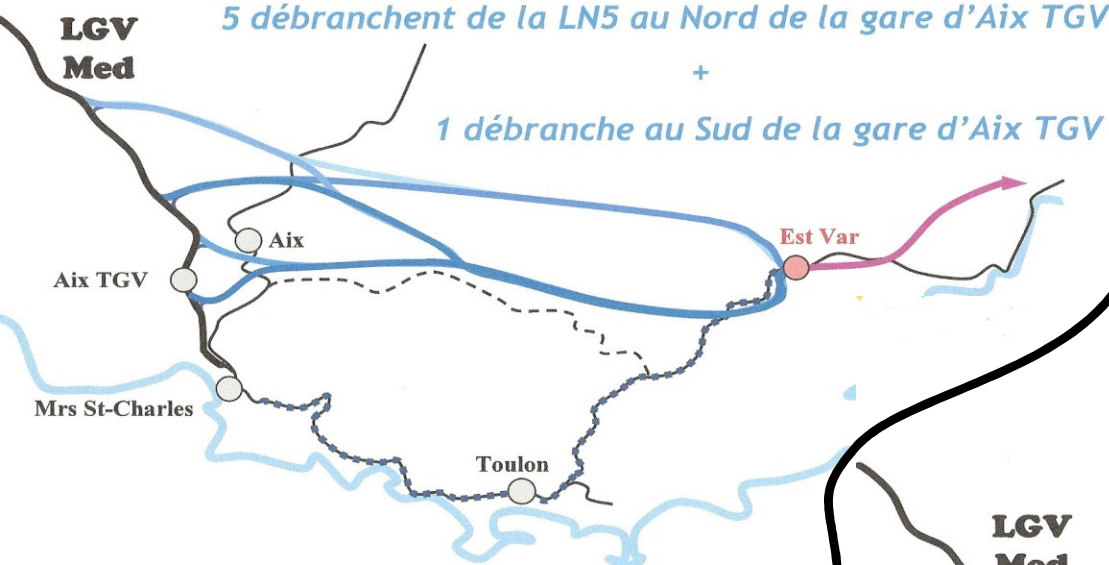 5 débranchent de la LN5 au Nord de la gare d'Aix TGV
+
1 débranche au Sud de la gare d'Aix TGV
LGV
Med
Aix
Aix TGV
Est Var
Mrs St-Charles
Toulon
LGV
Med